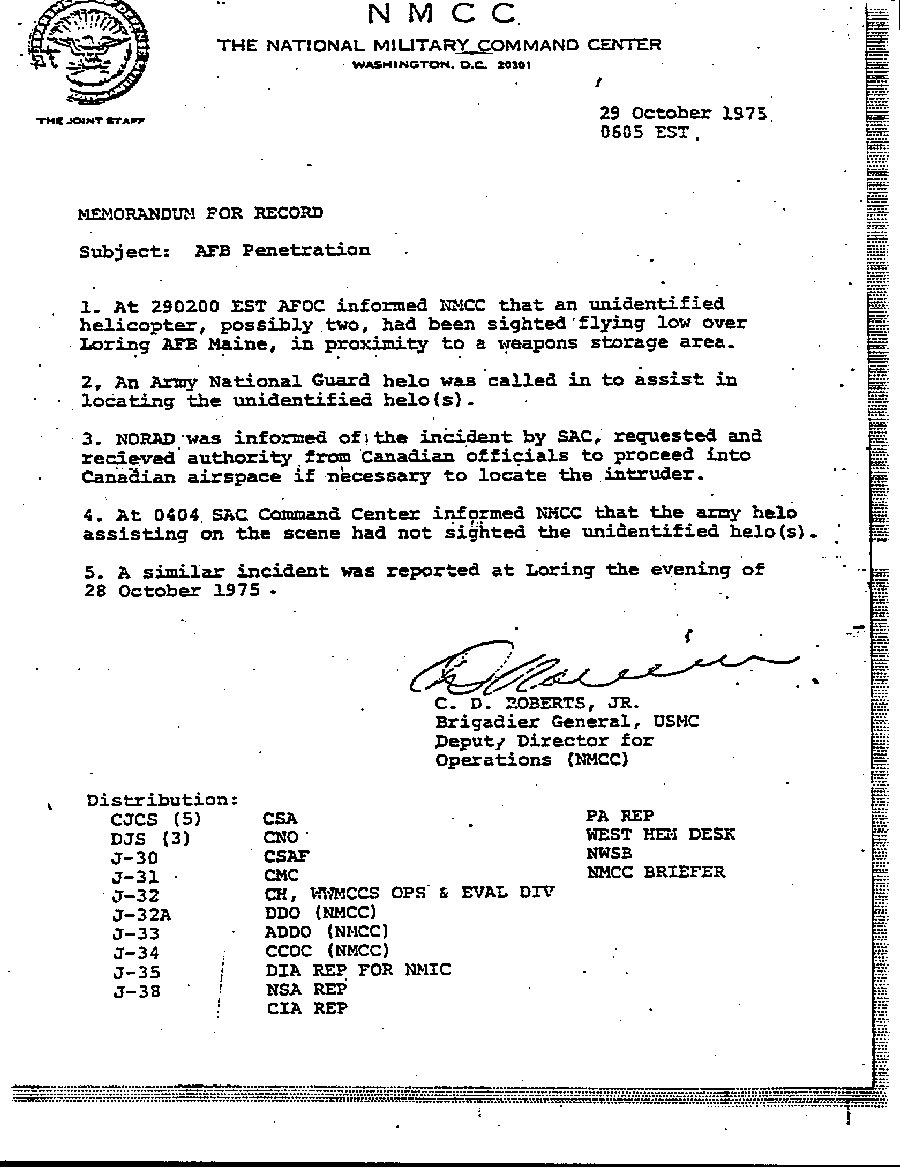 N M C C
THE NATIONAL MILITARY COMMAND CENTER
WASHINGTON, D.C. 20301
THE JOINT STAFF
29 October 1975
0605 EST
MEMORANDUM FOR RECORD
Subject: AFB Penetration
1. At 290200 EST AFOC informed NMCC that an unidentified
helicopter, possibly two, had been sighted flying low over
Loring AFB Maine, in proximity to a weapons storage area.
2, An Army National Guard helo was called in to assist in
locating the unidentified helo(s).
3. NORAD was informed of the incident by SAC, requested and
recieved authority from Canadian officials to proceed into
Canadian airspace if necessary to locate the intruder.
4. At 0404 SAC Command Center informed NMCC that the army helo
assisting on the scene had not sighted the unidentified helo(s).
5. A similar incident was reported at Loring the evening of
28 October 1975.
C. D. ROBERTS, JR.
Brigadier General, USMC
Deputy Director for
Operations (NMCC)
Distribution:
CJCS (5) CSA PA REP
DJS (3) CNO WEST HEM DESK
J-30 CSAF NWSB
J-31 CMC NMCC BRIEFER
J-32 CH, WWMCCS OPS & EVAL DIV
J-32A DDO (NMCC)
J-33 ADDO (NMCC)
J-34 CCOC (NMCC)
J-35 DIA REP FOR NMIC
J-38 NSA REP
CIA REP